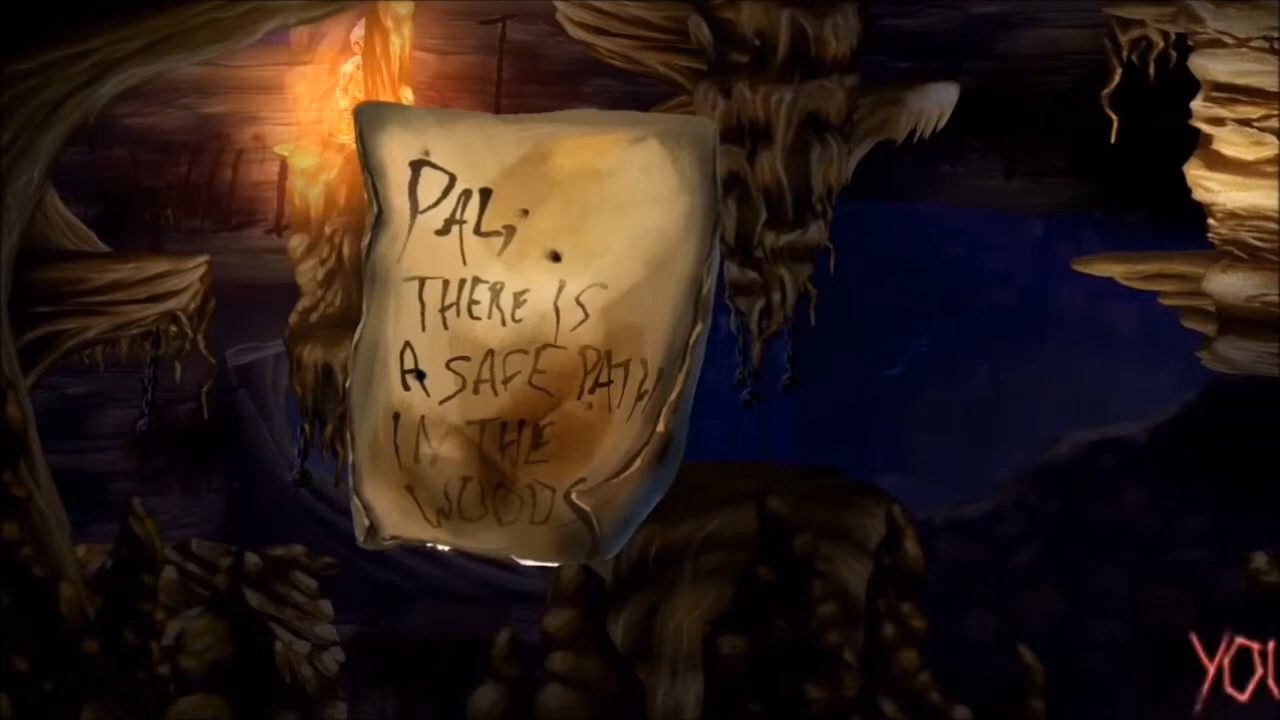 PAL,
THERE IS
A SAFE PATH
IN THE
WOODS
YOU